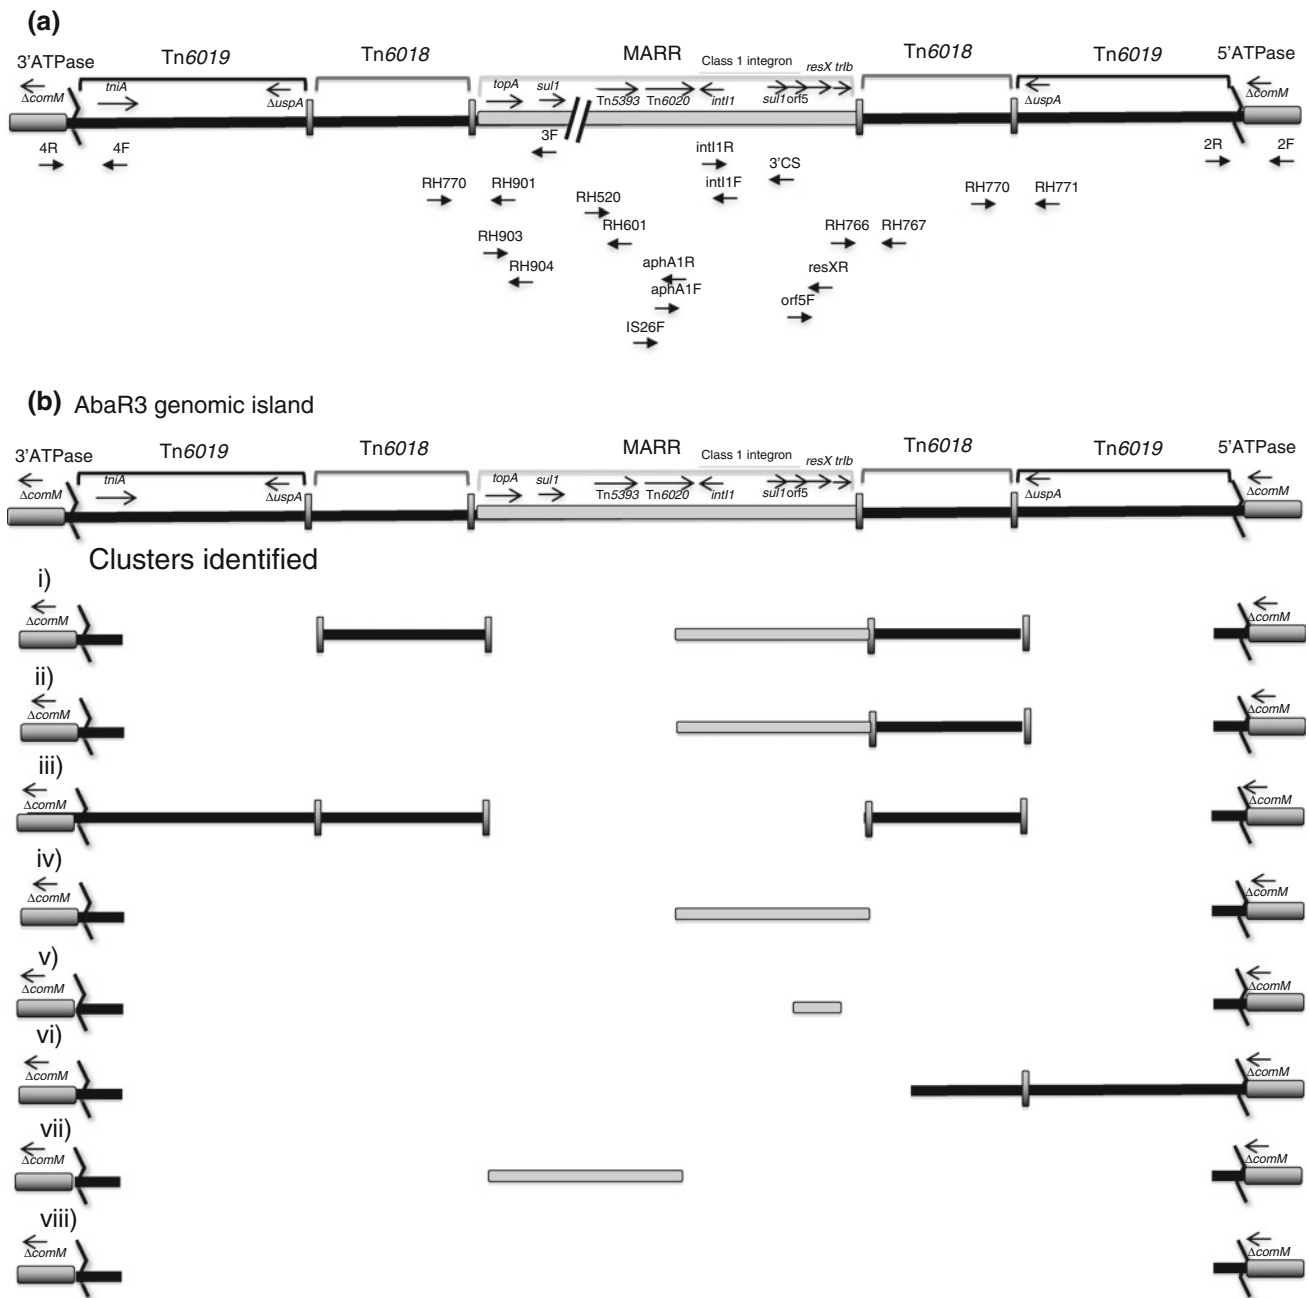 (a)
3'ATPase Tn6019 Tn6018 MARR Class 1 integron Tn6018 Tn6019 5'ATPase
ΔcomM tniA ΔuspA topA sul1 Tn5393 Tn6020 intI1 sul1 orf5 resX trlb ΔuspA ΔcomM
4R 4F 3F intI1R 3'CS 2R 2F
RH770 RH901 intI1F RH770 RH771
RH520
RH903 RH601 RH766 RH767
RH904 aphA1R resXR
aphA1F orf5F
IS26F
(b) AbaR3 genomic island
3'ATPase Tn6019 Tn6018 MARR Class 1 integron Tn6018 Tn6019 5'ATPase
ΔcomM tniA ΔuspA topA sul1 Tn5393 Tn6020 intI1 sul1 orf5 resX trlb ΔuspA ΔcomM
Clusters identified
i)
ΔcomM ΔcomM
ii)
ΔcomM ΔcomM
iii)
ΔcomM ΔcomM
iv)
ΔcomM ΔcomM
v)
ΔcomM ΔcomM
vi)
ΔcomM ΔcomM
vii)
ΔcomM ΔcomM
viii)
ΔcomM ΔcomM